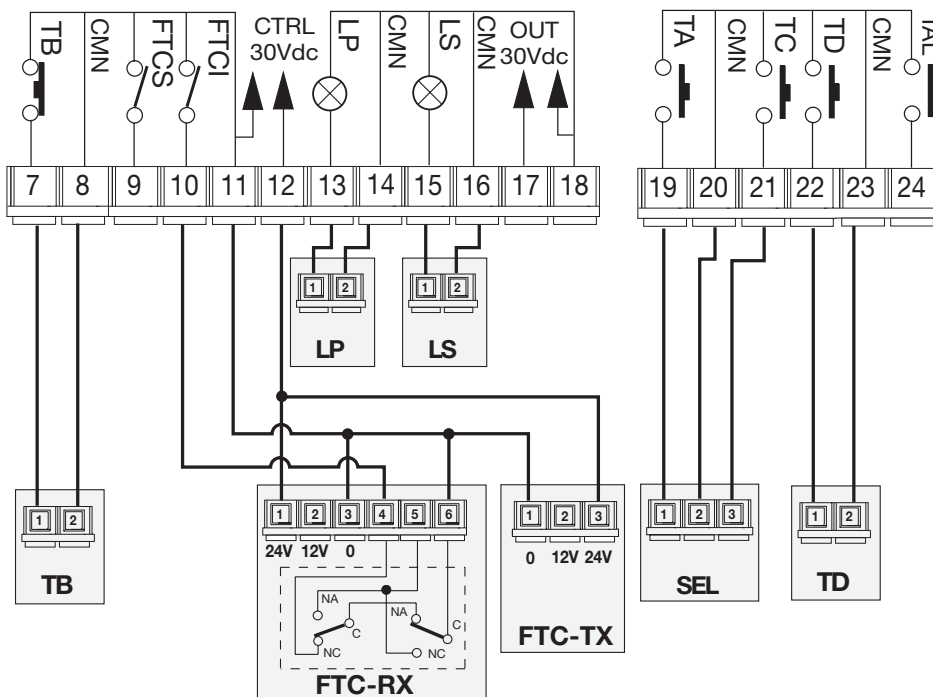 TB CMN FTCS FTCI CTRL 30Vdc LP CMN LS CMN OUT 30Vdc
7 8 9 10 11 12 13 14 15 16 17 18
TA CMN TC TD CMN TAL
19 20 21 22 23 24
1 2
LP
1 2
LS
1 2
TB
1 2 3 4 5 6
24V 12V 0
NA C NC NA C NC
FTC-RX
1 2 3
0 12V 24V
FTC-TX
1 2 3
SEL
1 2
TD